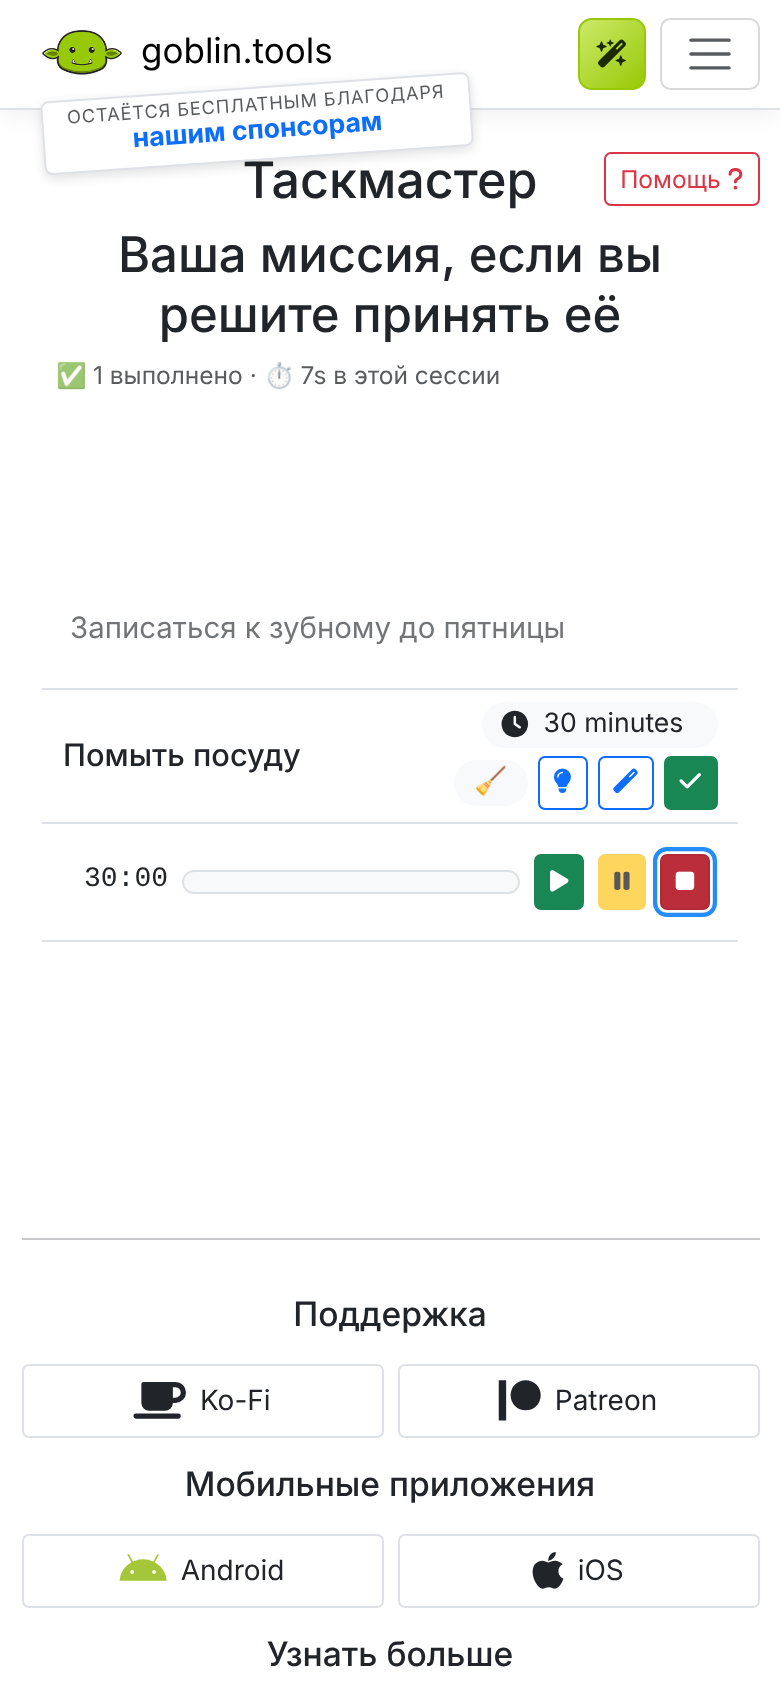 goblin.tools
ОСТАЁТСЯ БЕСПЛАТНЫМ БЛАГОДАРЯ
нашим спонсорам
Таскмастер
Помощь ?
Ваша миссия, если вы
решите принять её
✅ 1 выполнено · ⏱️ 7s в этой сессии
Записаться к зубному до пятницы
30 minutes
Помыть посуду
30:00
Поддержка
Ko-Fi
Patreon
Мобильные приложения
Android
iOS
Узнать больше